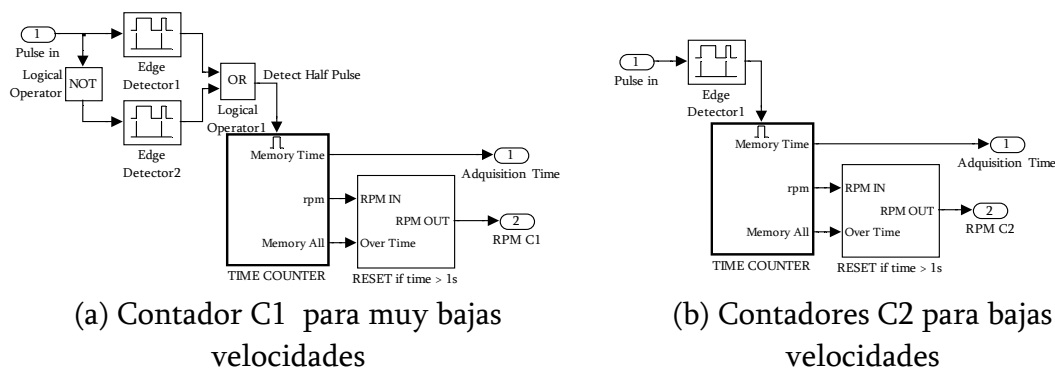 1
Pulse in
Logical
Operator
NOT
Edge
Detector1
Edge
Detector2
OR
Logical
Operator1
Detect Half Pulse
Memory Time
rpm
Memory All
TIME COUNTER
RPM IN
RPM OUT
Over Time
RESET if time > 1s
1
Adquisition Time
2
RPM C1
(a) Contador C1 para muy bajas
velocidades
1
Pulse in
Edge
Detector1
Memory Time
rpm
Memory All
TIME COUNTER
RPM IN
RPM OUT
Over Time
RESET if time > 1s
1
Adquisition Time
2
RPM C2
(b) Contadores C2 para bajas
velocidades